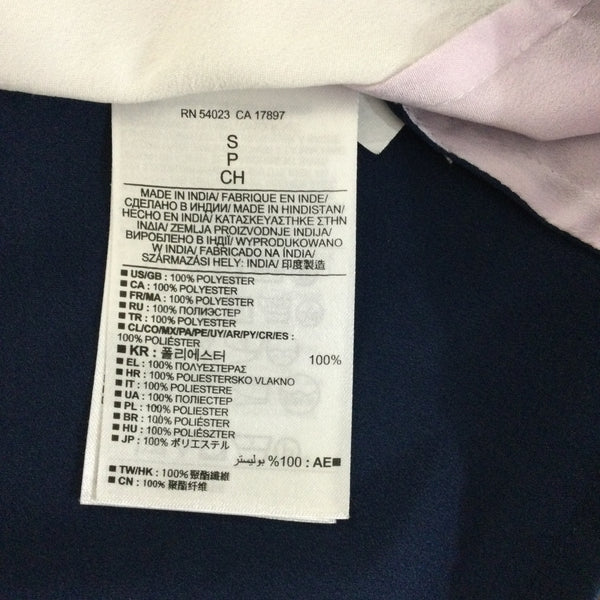 RN 54023 CA 17897
S
P
CH
MADE IN INDIA/ FABRIQUE EN INDE/
СДЕЛАНО В ИНДИИ/ MADE IN HINDISTAN/
HECHO EN INDIA/ ΚΑΤΑΣΚΕΥΑΣΤΗΚΕ ΣΤΗΝ
ΙΝΔΙΑ/ ZEMLJA PROIZVODNJE INDIJA/
ВИРОБЛЕНО В ІНДІЇ/ WYPRODUKOWANO
W INDIA/ FABRICADO NA ÍNDIA/
SZÁRMAZÁSI HELY: INDIA/ 印度製造
■ US/GB : 100% POLYESTER
■ CA : 100% POLYESTER
■ FR/MA : 100% POLYESTER
■ RU : 100% ПОЛИЭСТЕР
■ TR : 100% POLYESTER
■ CL/CO/MX/PA/PE/UY/AR/PY/CR/ES :
100% POLIÉSTER
■ KR : 폴리에스터 100%
■ EL : 100% ΠΟΛΥΕΣΤΕΡΑΣ
■ HR : 100% POLIESTERSKO VLAKNO
■ IT : 100% POLIESTERE
■ UA : 100% ПОЛІЕСТЕР
■ PL : 100% POLIESTER
■ BR : 100% POLIÉSTER
■ HU : 100% POLIÉSZTER
■ JP : 100% ポリエステル
■AE : 100% بوليستر
■ TW/HK : 100% 聚酯纖維
■ CN : 100% 聚酯纤维